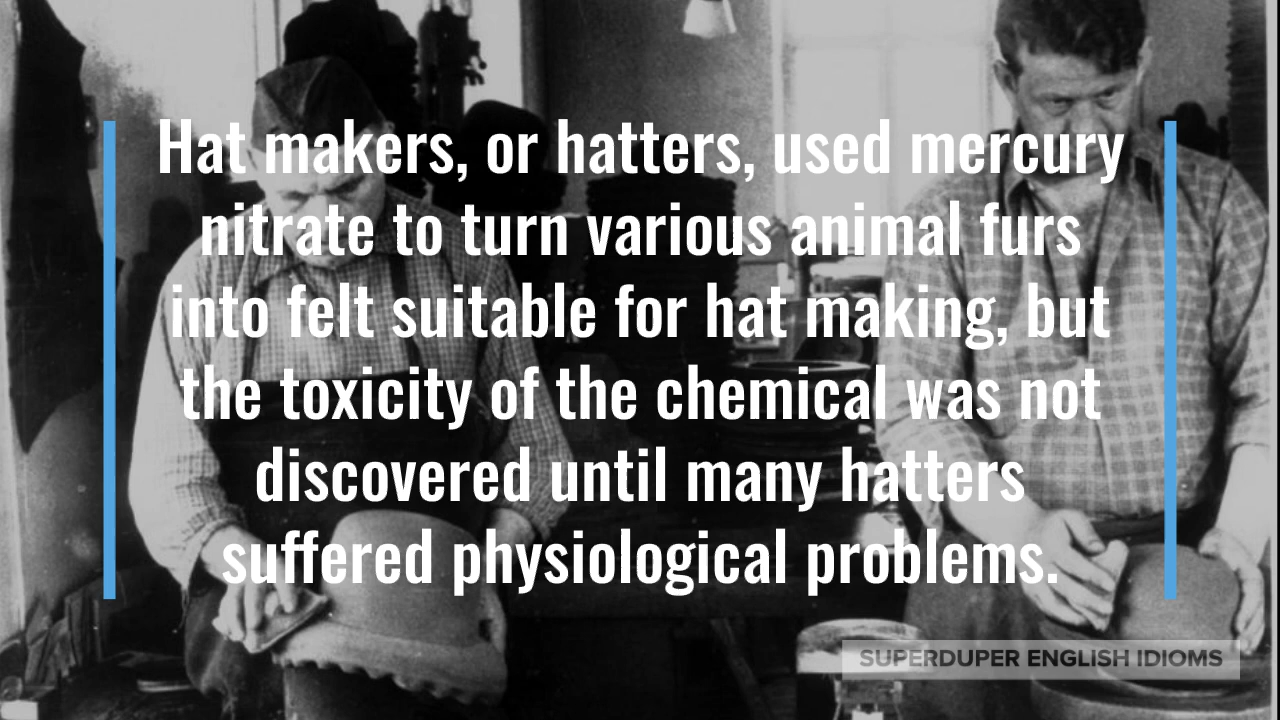 Hat makers, or hatters, used mercury
nitrate to turn various animal furs
into felt suitable for hat making, but
the toxicity of the chemical was not
discovered until many hatters
suffered physiological problems.
SUPERDUPER ENGLISH IDIOMS